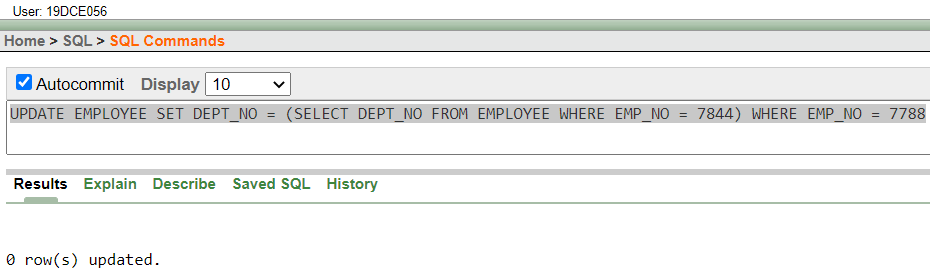 User: 19DCE056
Home > SQL > SQL Commands
Autocommit Display 10
UPDATE EMPLOYEE SET DEPT_NO = (SELECT DEPT_NO FROM EMPLOYEE WHERE EMP_NO = 7844) WHERE EMP_NO = 7788
Results Explain Describe Saved SQL History
0 row(s) updated.